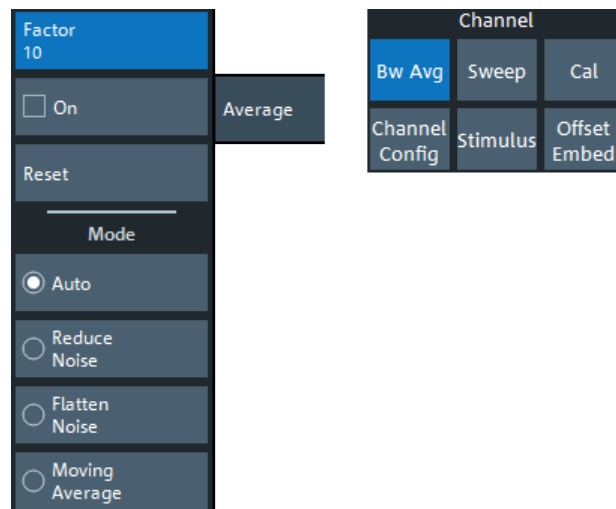 Factor
10
On
Reset
Mode
Auto
Reduce
Noise
Flatten
Noise
Moving
Average
Average
Channel
Bw Avg
Sweep
Cal
Channel
Config
Stimulus
Offset
Embed